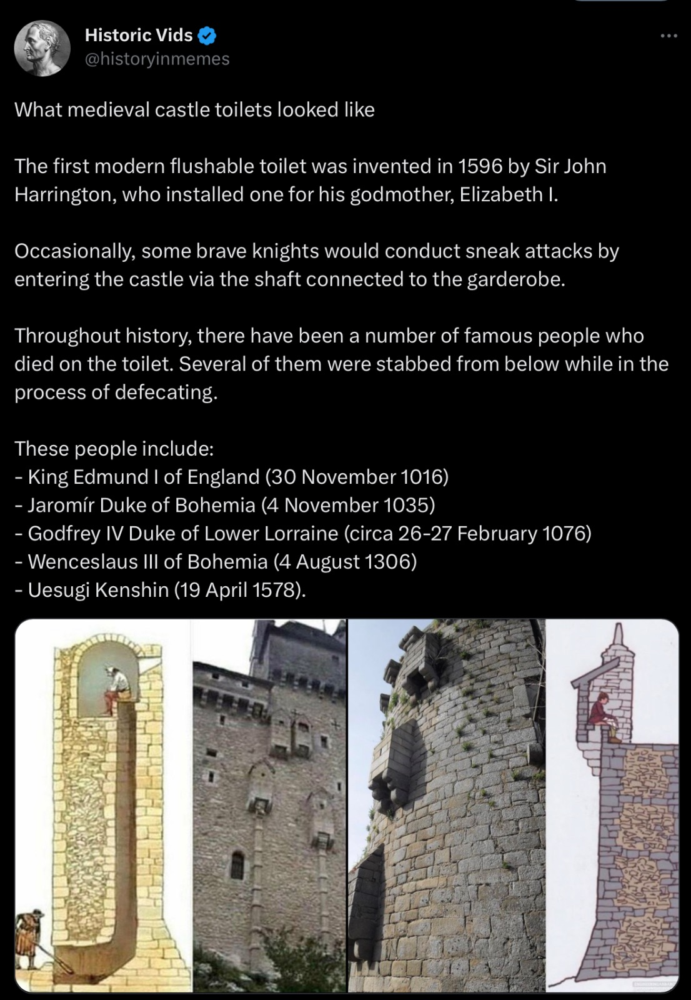 Historic Vids
@historyinmemes
What medieval castle toilets looked like
The first modern flushable toilet was invented in 1596 by Sir John
Harrington, who installed one for his godmother, Elizabeth I.
Occasionally, some brave knights would conduct sneak attacks by
entering the castle via the shaft connected to the garderobe.
Throughout history, there have been a number of famous people who
died on the toilet. Several of them were stabbed from below while in the
process of defecating.
These people include:
- King Edmund I of England (30 November 1016)
- Jaromír Duke of Bohemia (4 November 1035)
- Godfrey IV Duke of Lower Lorraine (circa 26-27 February 1076)
- Wenceslaus III of Bohemia (4 August 1306)
- Uesugi Kenshin (19 April 1578).